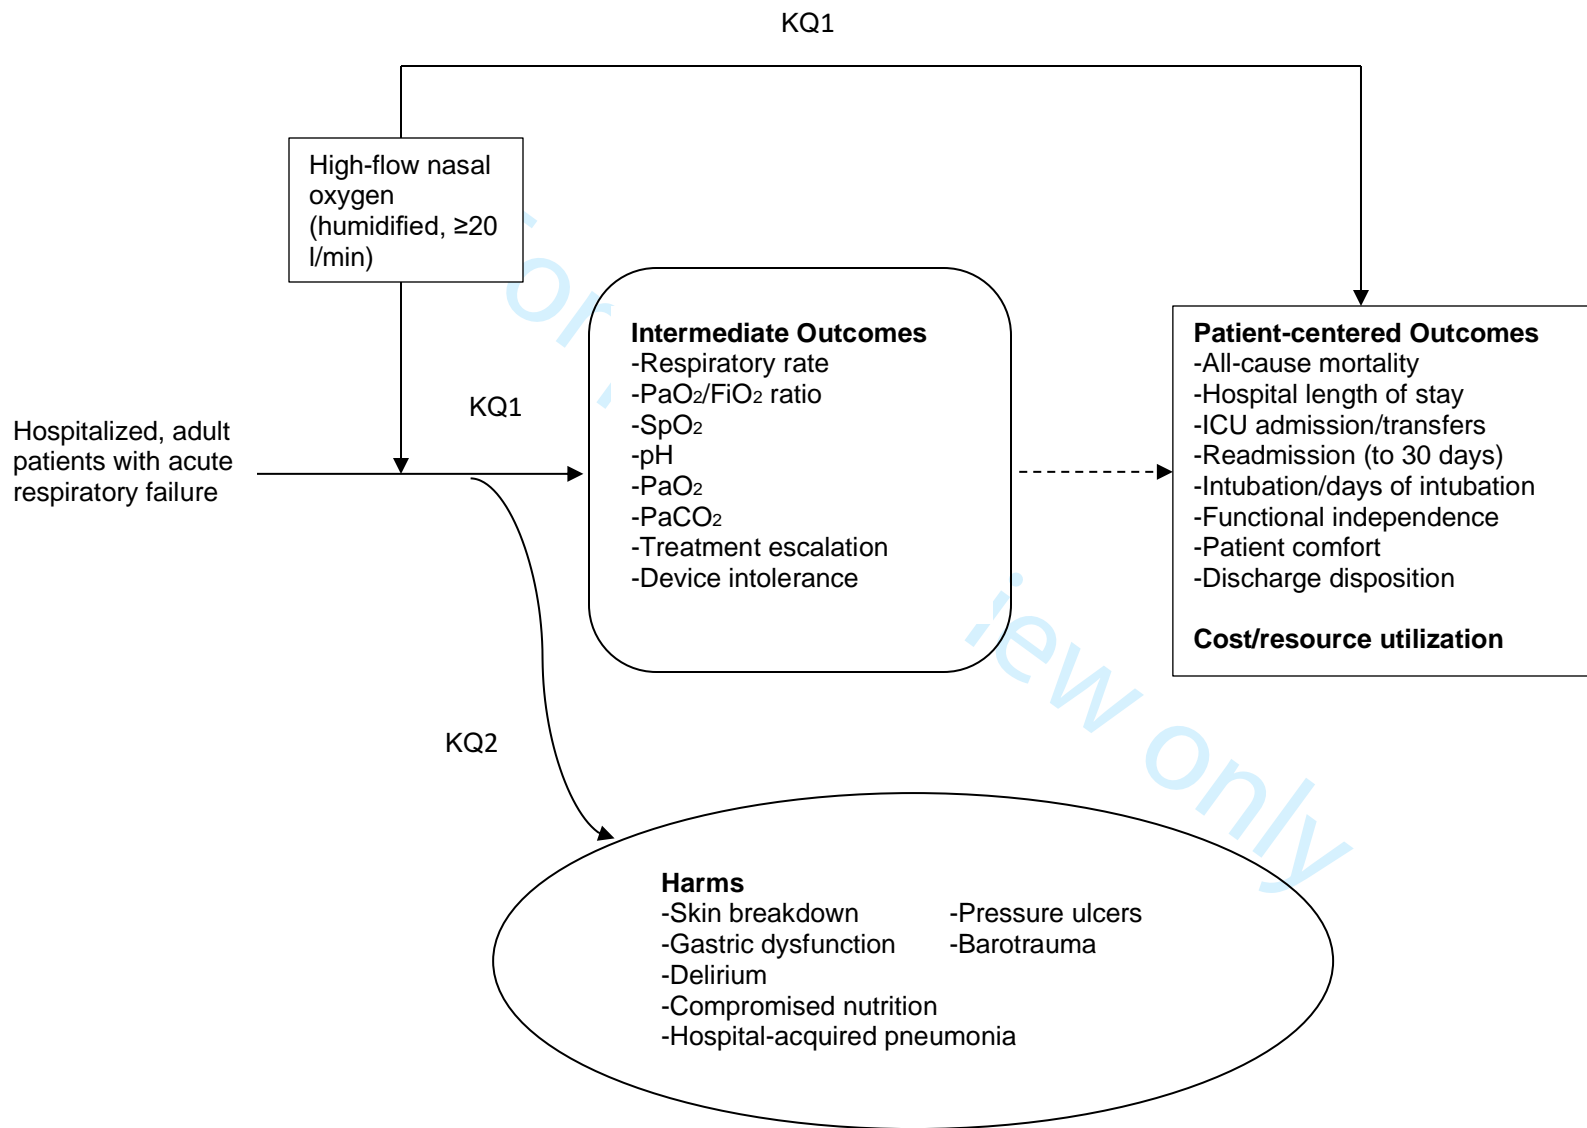 KQ1
High-flow nasal
oxygen
(humidified, ≥20
l/min)
KQ1
Hospitalized, adult
patients with acute
respiratory failure
Intermediate Outcomes
-Respiratory rate
-PaO2/FiO2 ratio
-SpO2
-pH
-PaO2
-PaCO2
-Treatment escalation
-Device intolerance
Patient-centered Outcomes
-All-cause mortality
-Hospital length of stay
-ICU admission/transfers
-Readmission (to 30 days)
-Intubation/days of intubation
-Functional independence
-Patient comfort
-Discharge disposition
Cost/resource utilization
KQ2
Harms
-Skin breakdown
-Pressure ulcers
-Gastric dysfunction
-Barotrauma
-Delirium
-Compromised nutrition
-Hospital-acquired pneumonia
only